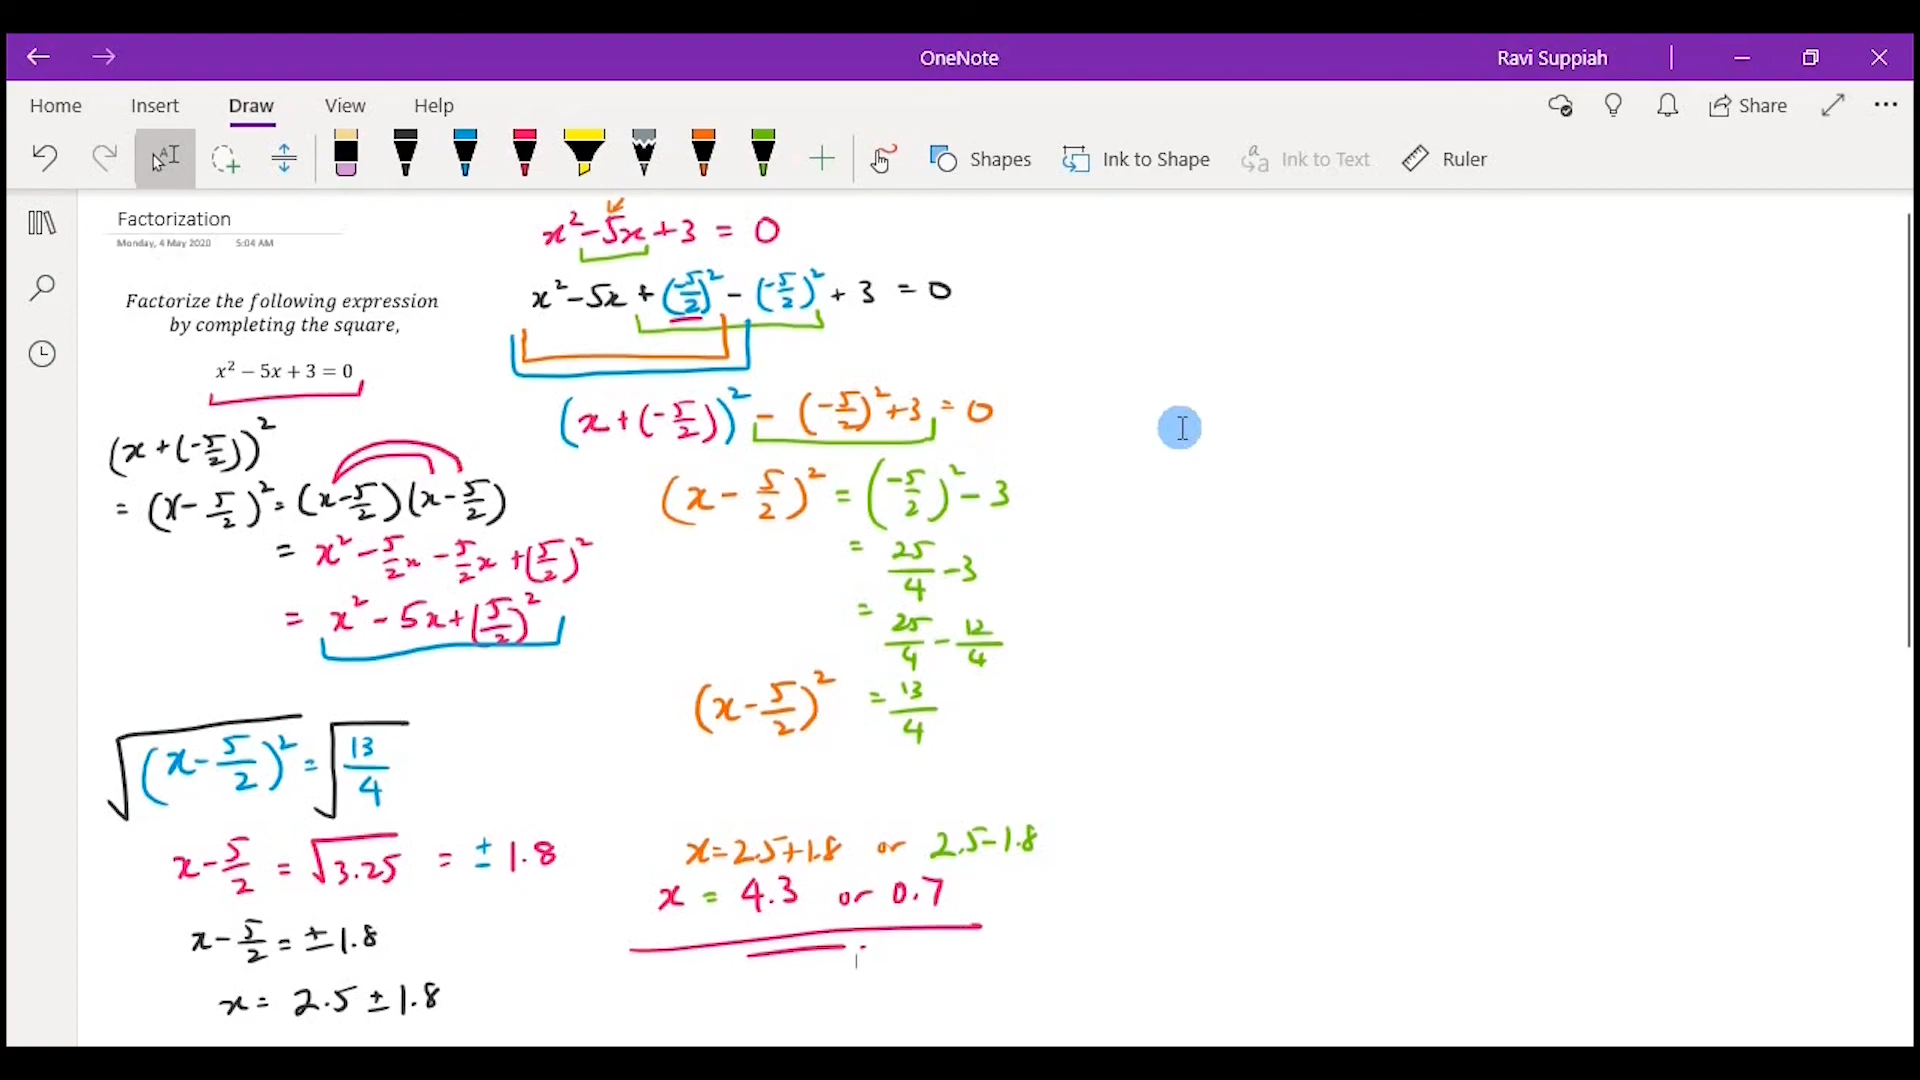 OneNote
Ravi Suppiah
Home Insert Draw View Help
Share
Shapes Ink to Shape Ink to Text Ruler
Factorization
Monday, 4 May 2020 5:04 AM
Factorize the following expression
by completing the square,
x² − 5x + 3 = 0
(x+(-5/2))²
= (x-5/2)² = (x-5/2)(x-5/2)
= x² - 5/2x - 5/2x + (5/2)²
= x² - 5x + (5/2)²
√(x-5/2)² = √13/4
x-5/2 = √3.25 = ± 1.8
x-5/2 = ±1.8
x = 2.5 ± 1.8
x² - 5x + 3 = 0
x² - 5x + (-5/2)² - (-5/2)² + 3 = 0
(x+(-5/2))² - (-5/2)² + 3 = 0
(x - 5/2)² = (-5/2)² - 3
= 25/4 - 3
= 25/4 - 12/4
(x-5/2)² = 13/4
x=2.5+1.8 or 2.5-1.8
x = 4.3 or 0.7